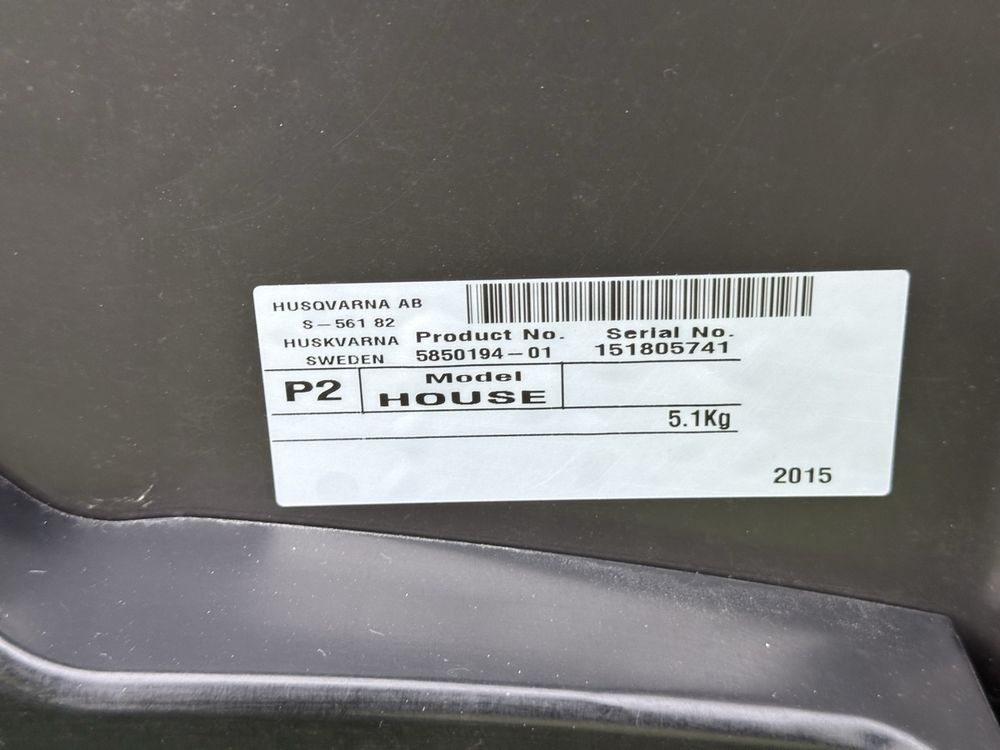 HUSQVARNA AB
S-561 82
HUSKVARNA
SWEDEN
Product No. Serial No.
5850194-01 151805741
P2
Model
HOUSE
5.1Kg
2015